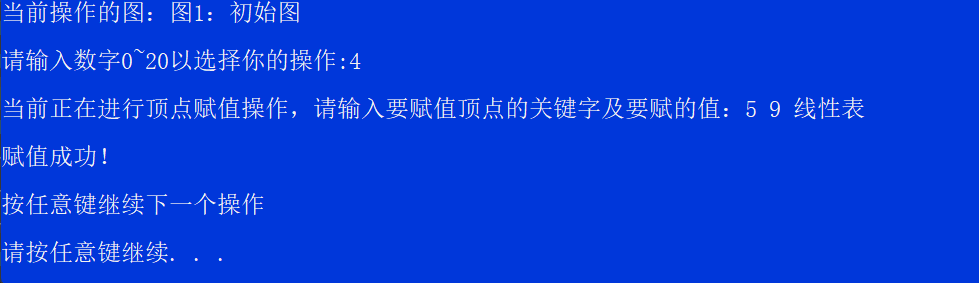 当前操作的图：图1：初始图
请输入数字0~20以选择你的操作:4
当前正在进行顶点赋值操作，请输入要赋值顶点的关键字及要赋的值：5 9 线性表
赋值成功！
按任意键继续下一个操作
请按任意键继续. . .